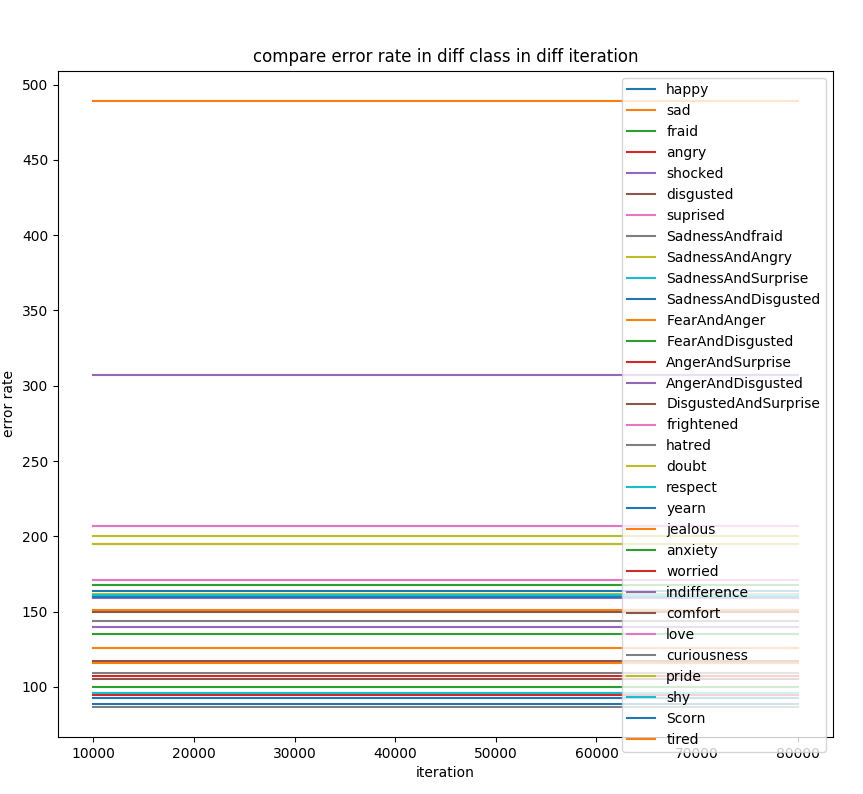 compare error rate in diff class in diff iteration
500
450
400
350
300
250
200
150
100
error rate
10000 20000 30000 40000 50000 60000 70000 80000
iteration
happy
sad
fraid
angry
shocked
disgusted
suprised
SadnessAndfraid
SadnessAndAngry
SadnessAndSurprise
SadnessAndDisgusted
FearAndAnger
FearAndDisgusted
AngerAndSurprise
AngerAndDisgusted
DisgustedAndSurprise
frightened
hatred
doubt
respect
yearn
jealous
anxiety
worried
indifference
comfort
love
curiousness
pride
shy
Scorn
tired